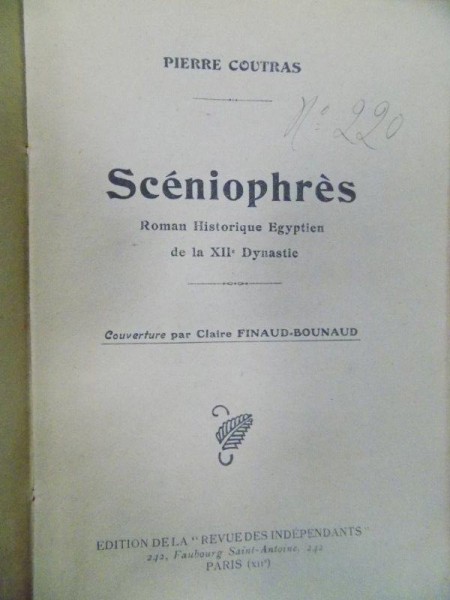 PIERRE COUTRAS
N° 220
Scéniophrès
Roman Historique Egyptien
de la XIIe Dynastie
Couverture par Claire FINAUD-BOUNAUD
EDITION DE LA "REVUE DES INDÉPENDANTS"
242, Faubourg Saint-Antoine, 242
PARIS (XIIe)